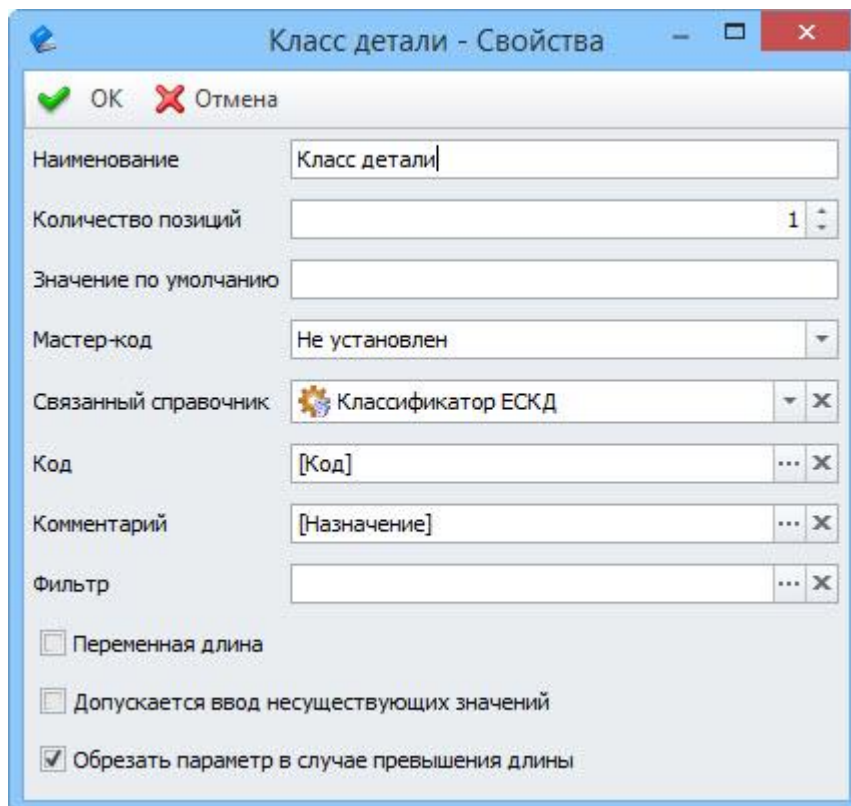 Класс детали - Свойства
ОК Отмена
Наименование Класс детали
Количество позиций 1
Значение по умолчанию
Мастер-код Не установлен
Связанный справочник Классификатор ЕСКД
Код [Код]
Комментарий [Назначение]
Фильтр
Переменная длина
Допускается ввод несуществующих значений
Обрезать параметр в случае превышения длины